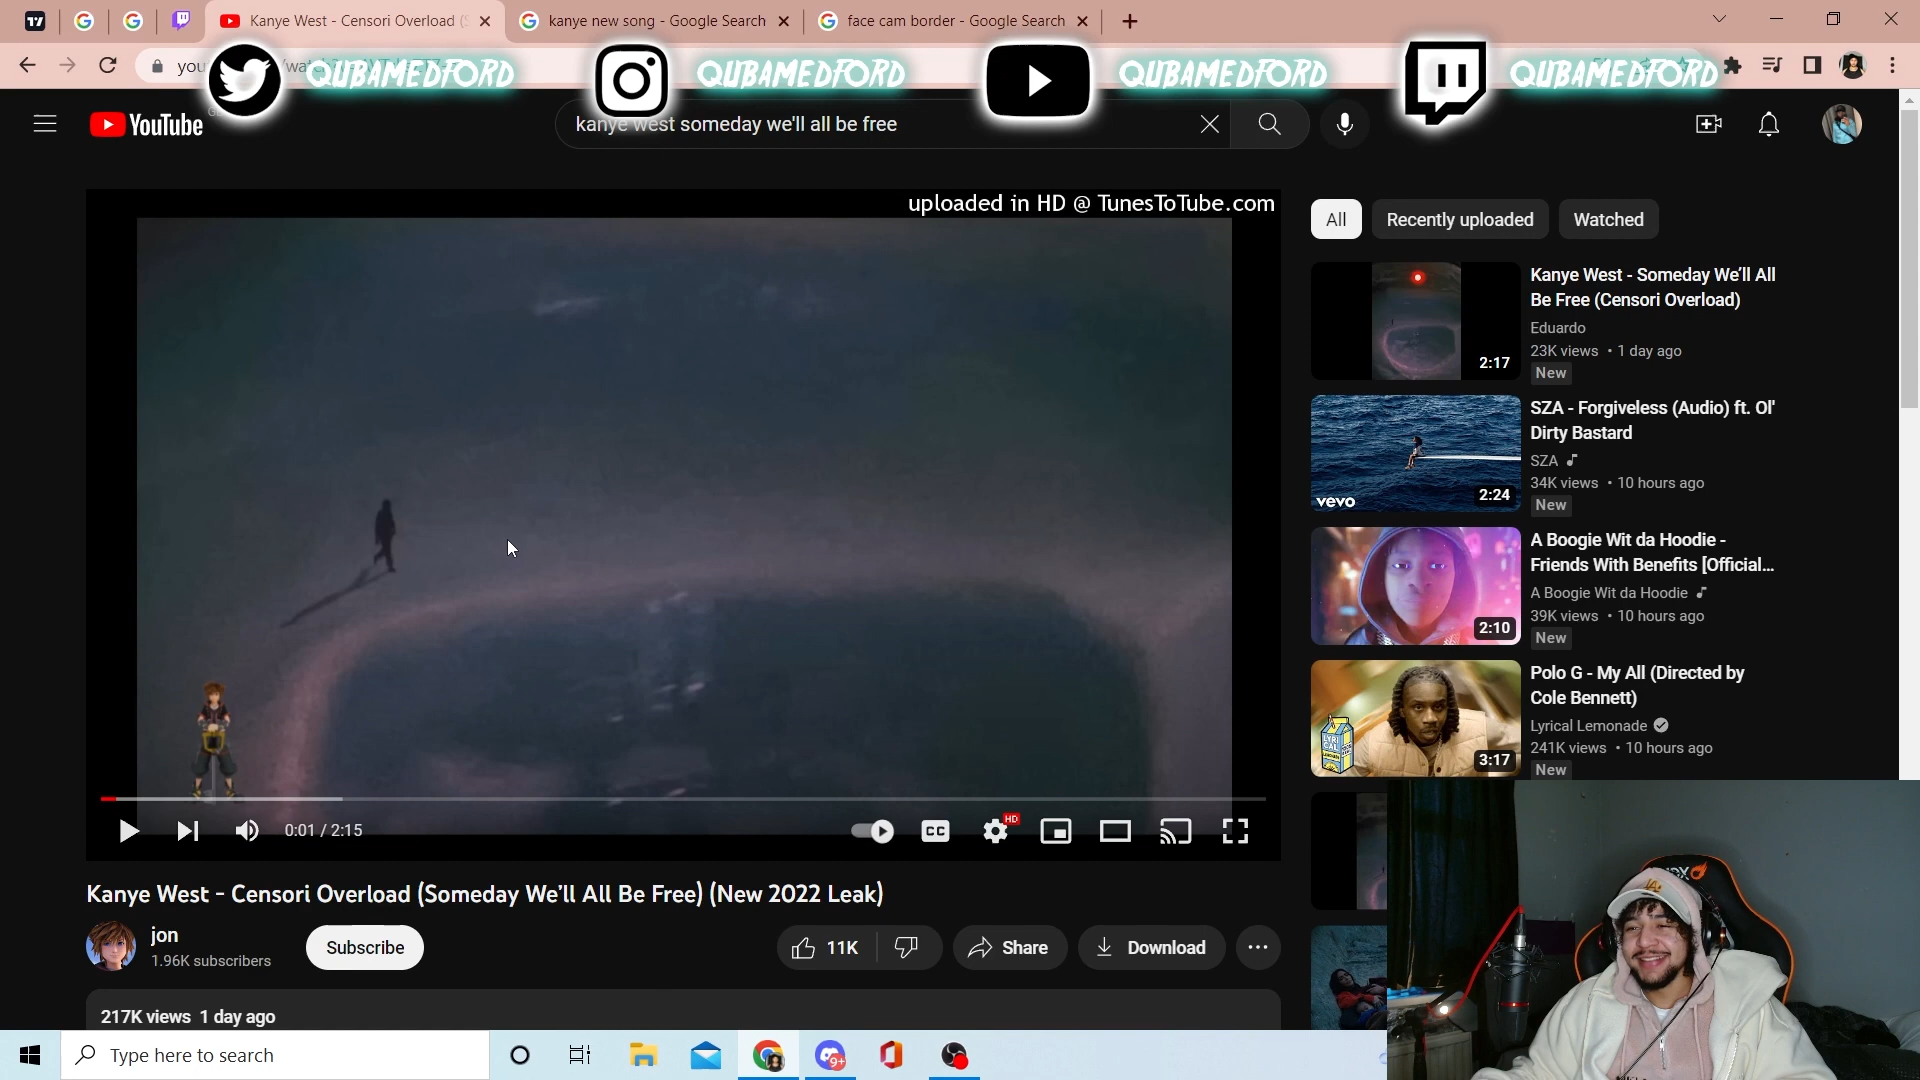 Kanye West - Censori Overload (S
kanye new song - Google Search
face cam border - Google Search
QUBAMEDFORD
QUBAMEDFORD
QUBAMEDFORD
QUBAMEDFORD
YouTube
kanye west someday we'll all be free
uploaded in HD @ TunesToTube.com
All
Recently uploaded
Watched
Kanye West - Someday We'll All
Be Free (Censori Overload)
Eduardo
23K views • 1 day ago
New
2:17
SZA - Forgiveless (Audio) ft. Ol'
Dirty Bastard
SZA
34K views • 10 hours ago
New
vevo
2:24
A Boogie Wit da Hoodie -
Friends With Benefits [Official...
A Boogie Wit da Hoodie
39K views • 10 hours ago
New
2:10
Polo G - My All (Directed by
Cole Bennett)
Lyrical Lemonade
241K views • 10 hours ago
New
LYRICAL
3:17
0:01 / 2:15
CC
HD
Kanye West - Censori Overload (Someday We'll All Be Free) (New 2022 Leak)
jon
1.96K subscribers
Subscribe
11K
Share
Download
217K views 1 day ago
Type here to search
9+